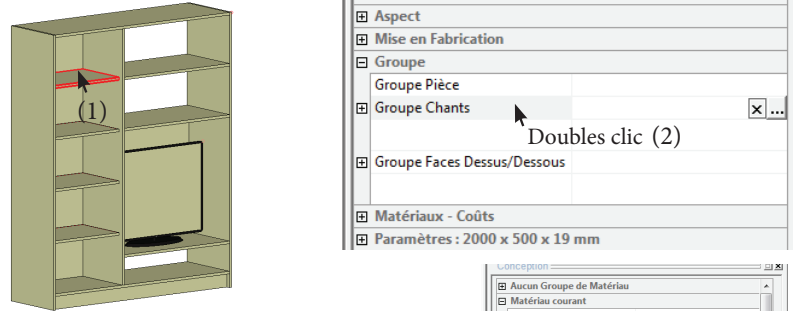 (1)
Aspect
Mise en Fabrication
Groupe
Groupe Pièce
Groupe Chants
Doubles clic (2)
Groupe Faces Dessus/Dessous
Matériaux - Coûts
Paramètres : 2000 x 500 x 19 mm
Conception
Aucun Groupe de Matériau
Matériau courant